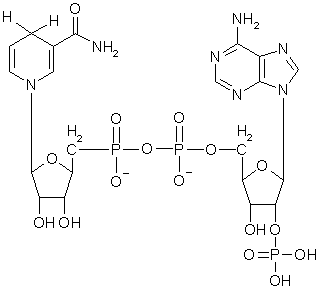 O
H H NH2
NH2
N N
N N N N
O O
H2 H2
C P O P O C
O O
O− O−
OH OH OH O
O P OH
OH